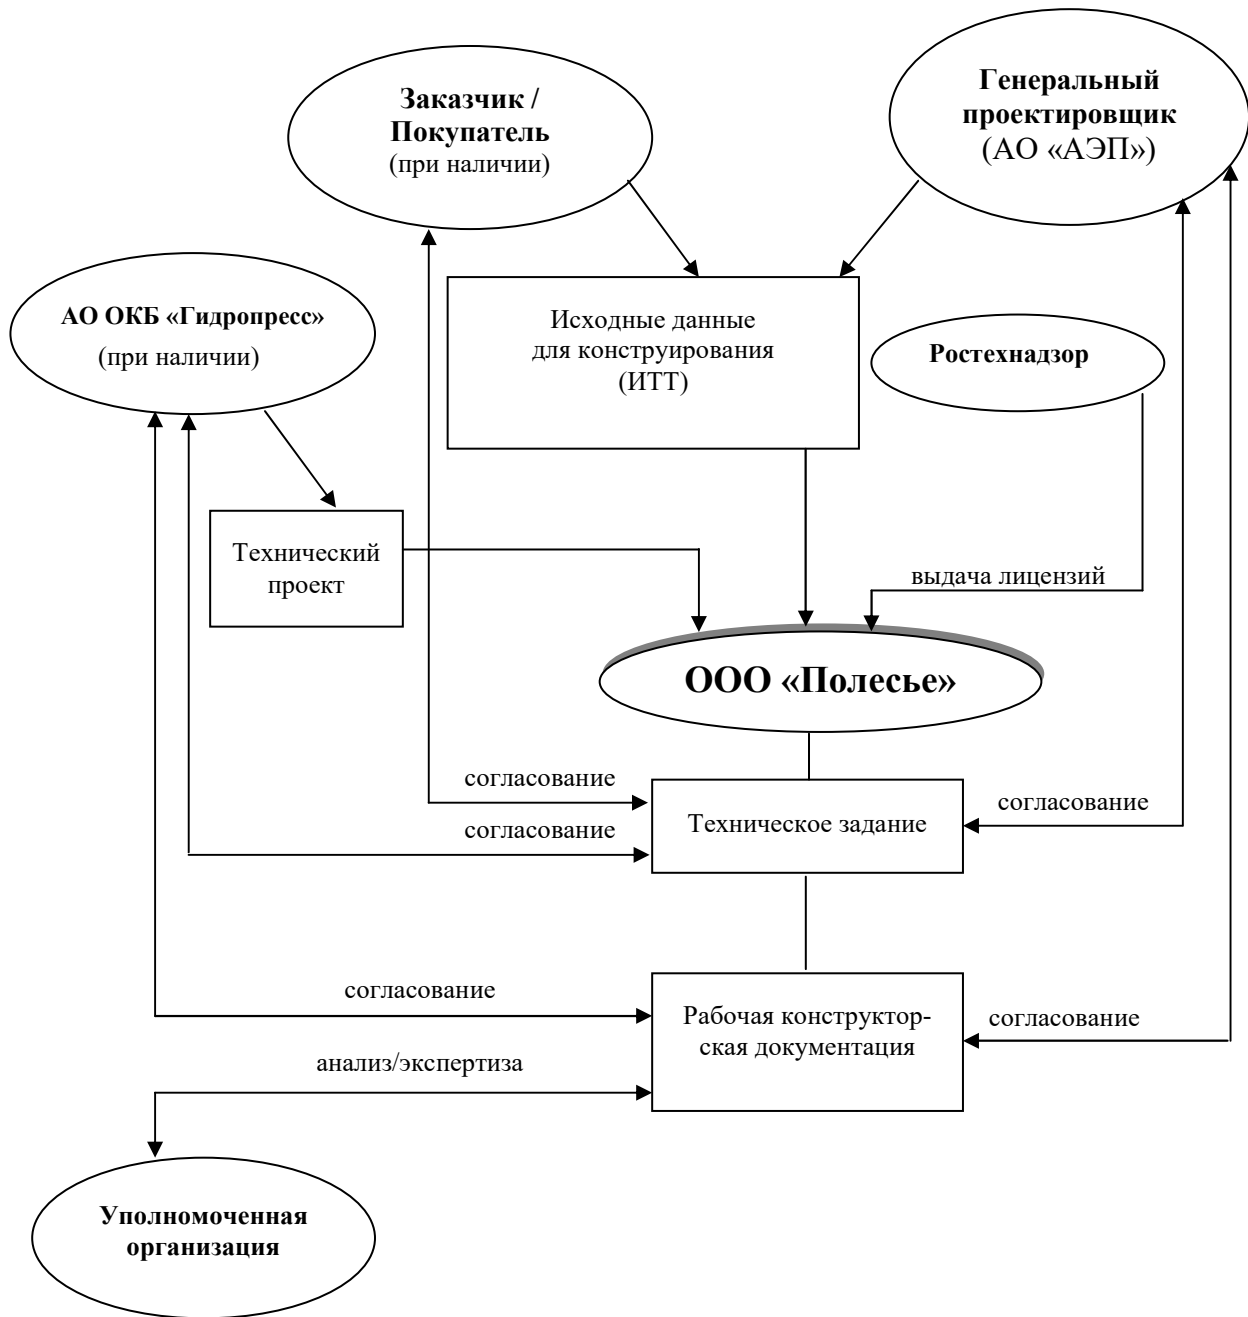 Заказчик /
Покупатель
(при наличии)
Генеральный
проектировщик
(АО «АЭП»)
АО ОКБ «Гидропресс»
(при наличии)
Исходные данные
для конструирования
(ИТТ)
Ростехнадзор
Технический
проект
выдача лицензий
ООО «Полесье»
согласование
согласование
Техническое задание
согласование
согласование
Рабочая конструктор-
ская документация
согласование
анализ/экспертиза
Уполномоченная
организация